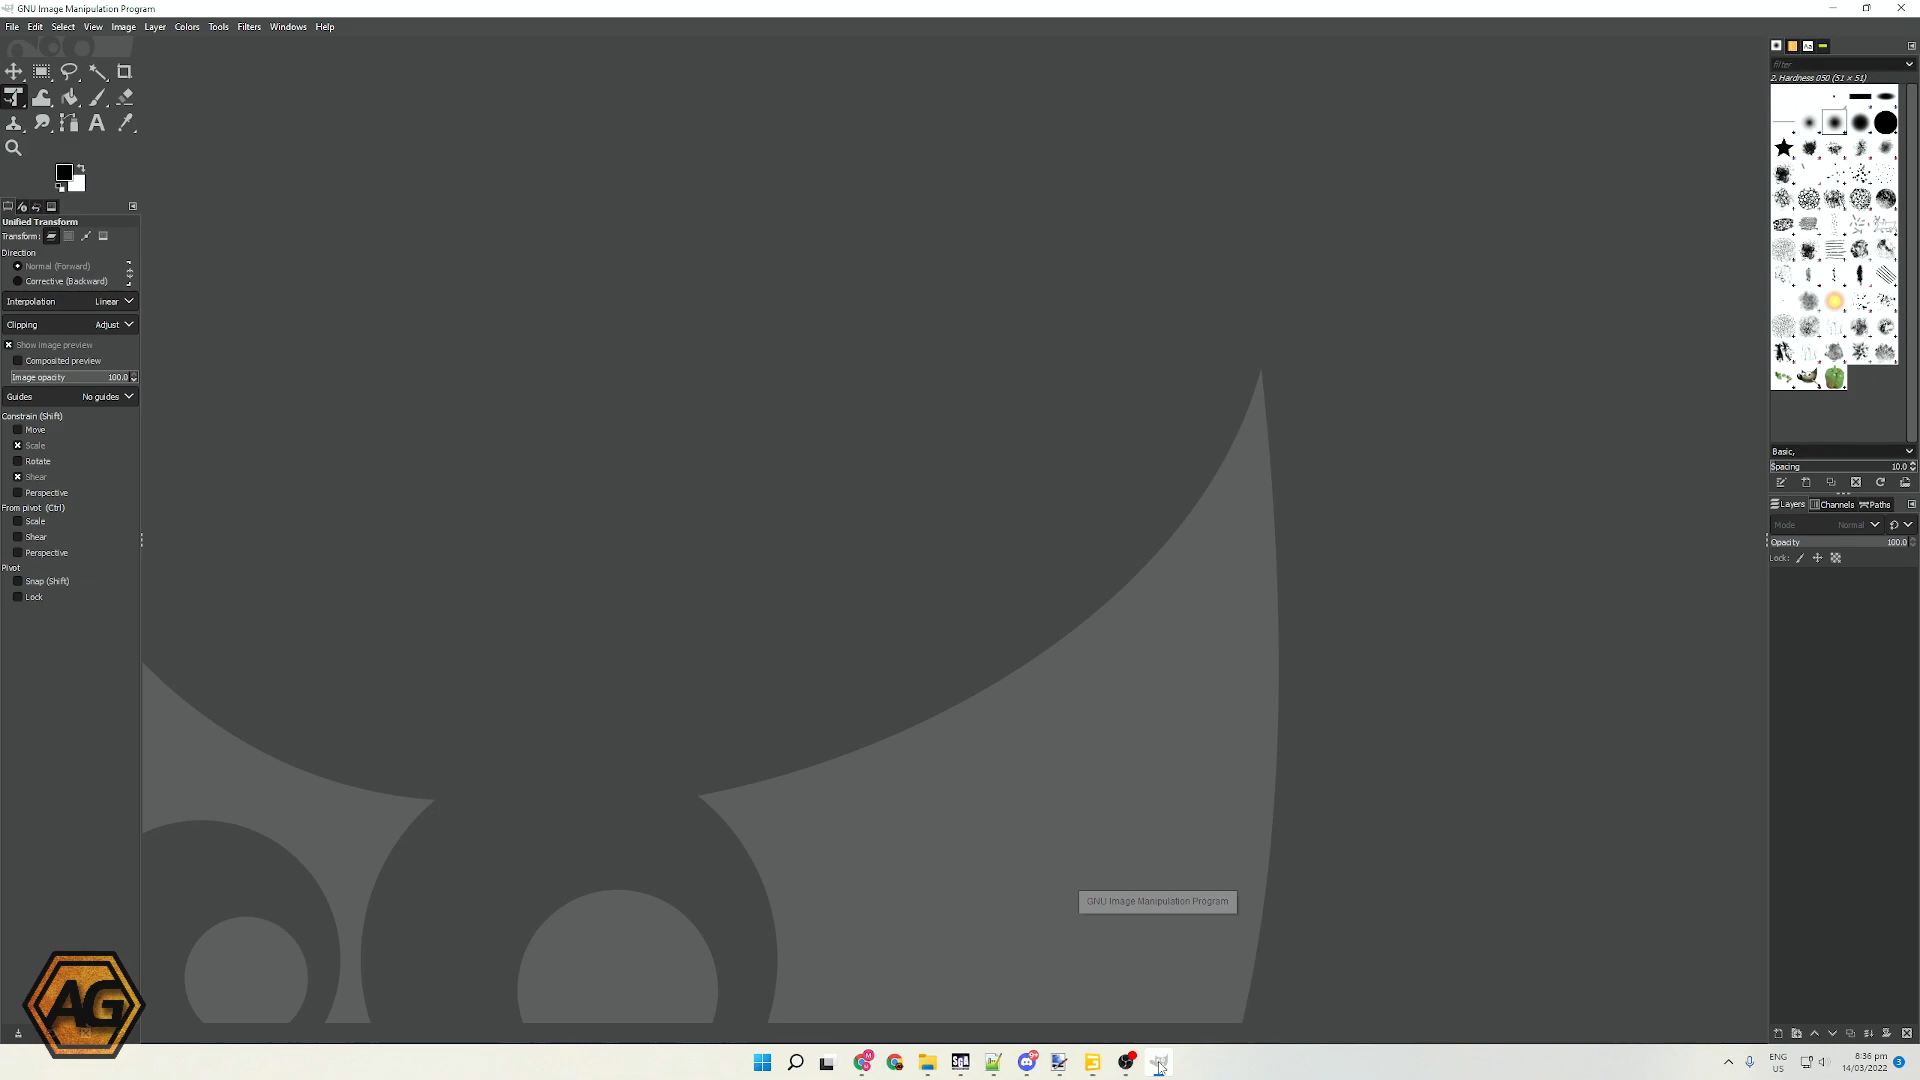 GNU Image Manipulation Program
File Edit Select View Image Layer Colors Tools Filters Windows Help
Unified Transform
Transform:
Direction
Normal (Forward)
Corrective (Backward)
Interpolation Linear
Clipping Adjust
Show image preview
Composited preview
Image opacity 100.0
Guides No guides
Constrain (Shift)
Move
Scale
Rotate
Shear
Perspective
From pivot (Ctrl)
Scale
Shear
Perspective
Pivot
Snap (Shift)
Lock
AG
filter
2. Hardness 050 (51 × 51)
Basic,
Spacing 10.0
Layers Channels Paths
Mode Normal
Opacity 100.0
Lock:
GNU Image Manipulation Program
ENG
US
8:36 pm
14/03/2022
3